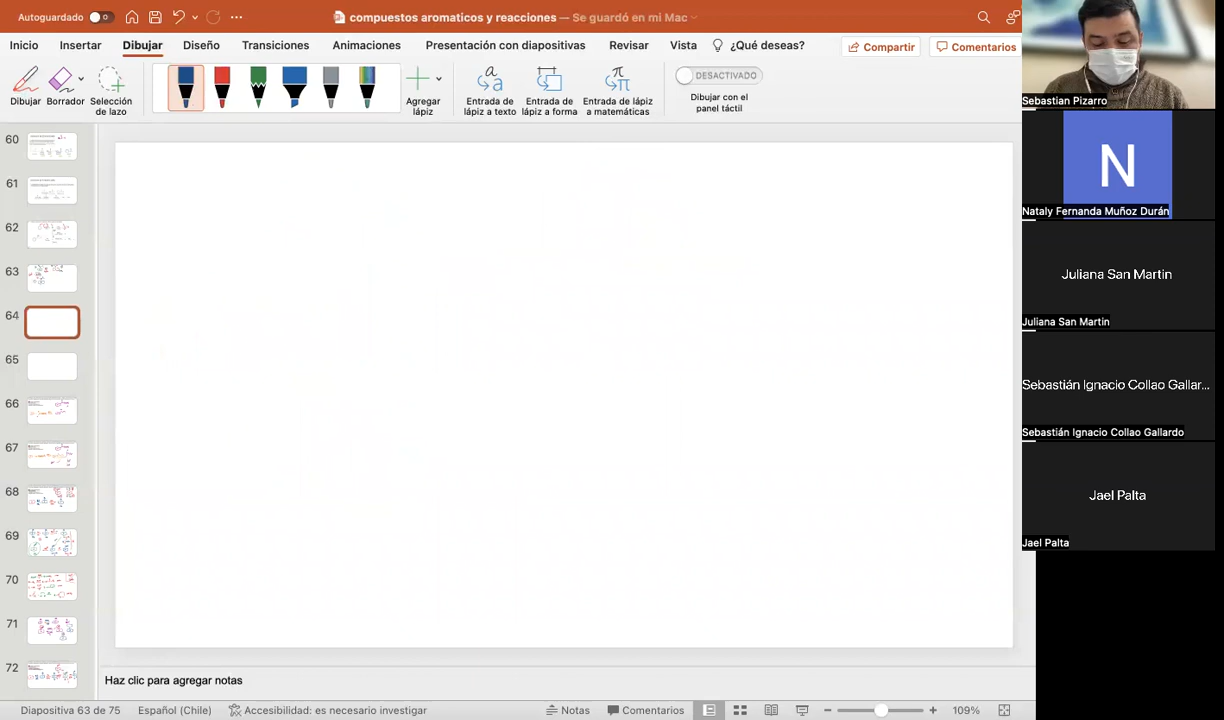 Autoguardado
compuestos aromaticos y reacciones — Se guardó en mi Mac
Inicio Insertar Dibujar Diseño Transiciones Animaciones Presentación con diapositivas Revisar Vista ¿Qué deseas? Compartir Comentarios
Dibujar
Borrador
Selección de lazo
Agregar lápiz
Entrada de lápiz a texto
Entrada de lápiz a forma
Entrada de lápiz a matemáticas
DESACTIVADO
Dibujar con el panel táctil
60
61
62
63
64
65
66
67
68
69
70
71
72
Haz clic para agregar notas
Diapositiva 63 de 75 Español (Chile) Accesibilidad: es necesario investigar Notas Comentarios 109%
Sebastian Pizarro
N
Nataly Fernanda Muñoz Durán
Juliana San Martin
Juliana San Martin
Sebastián Ignacio Collao Gallar...
Sebastián Ignacio Collao Gallardo
Jael Palta
Jael Palta